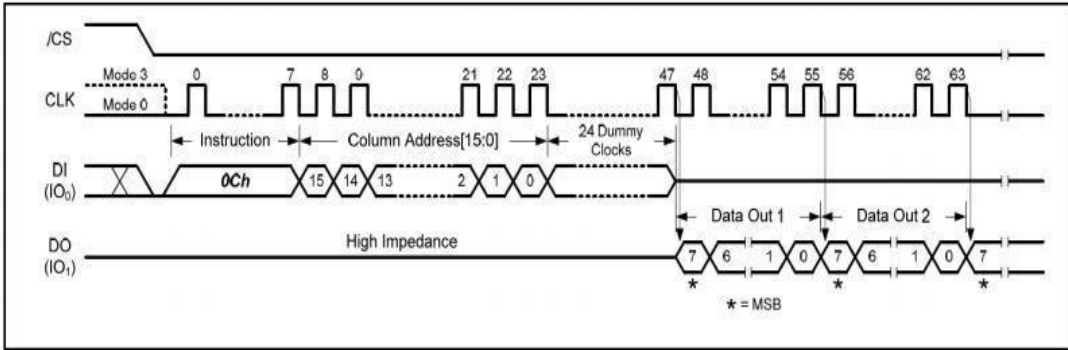 /CS
Mode 3 0 7 8 9 21 22 23 47 48 54 55 56 62 63
CLK Mode 0
Instruction Column Address[15:0] 24 Dummy
Clocks
DI
(IO₀) 0Ch 15 14 13 2 1 0
Data Out 1 Data Out 2
DO
(IO₁) High Impedance 7 6 1 0 7 6 1 0 7
* * *
* = MSB